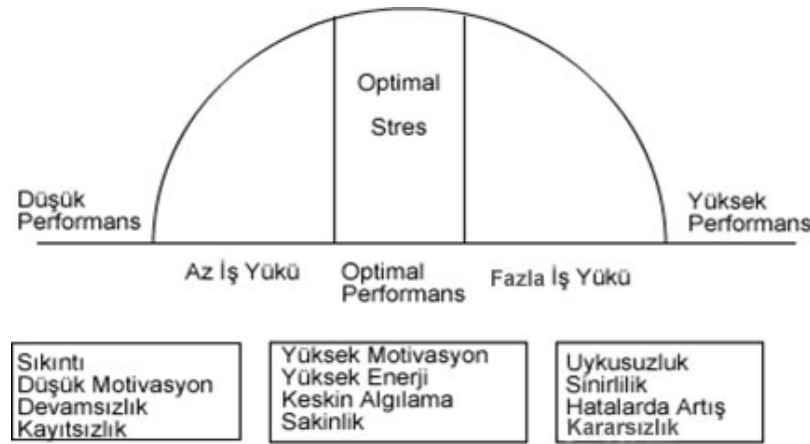 Optimal
Stres
Düşük
Performans
Yüksek
Performans
Az İş Yükü
Optimal
Performans
Fazla İş Yükü
Sıkıntı
Düşük Motivasyon
Devamsızlık
Kayıtsızlık
Yüksek Motivasyon
Yüksek Enerji
Keskin Algılama
Sakinlik
Uykusuzluk
Sinirlilik
Hatalarda Artış
Kararsızlık